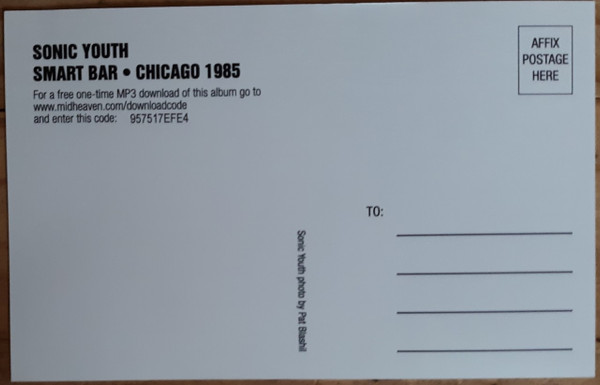 SONIC YOUTH
SMART BAR • CHICAGO 1985
For a free one-time MP3 download of this album go to
www.midheaven.com/downloadcode
and enter this code: 957517EFE4
AFFIX
POSTAGE
HERE
TO:
Sonic Youth photo by Pat Blashil